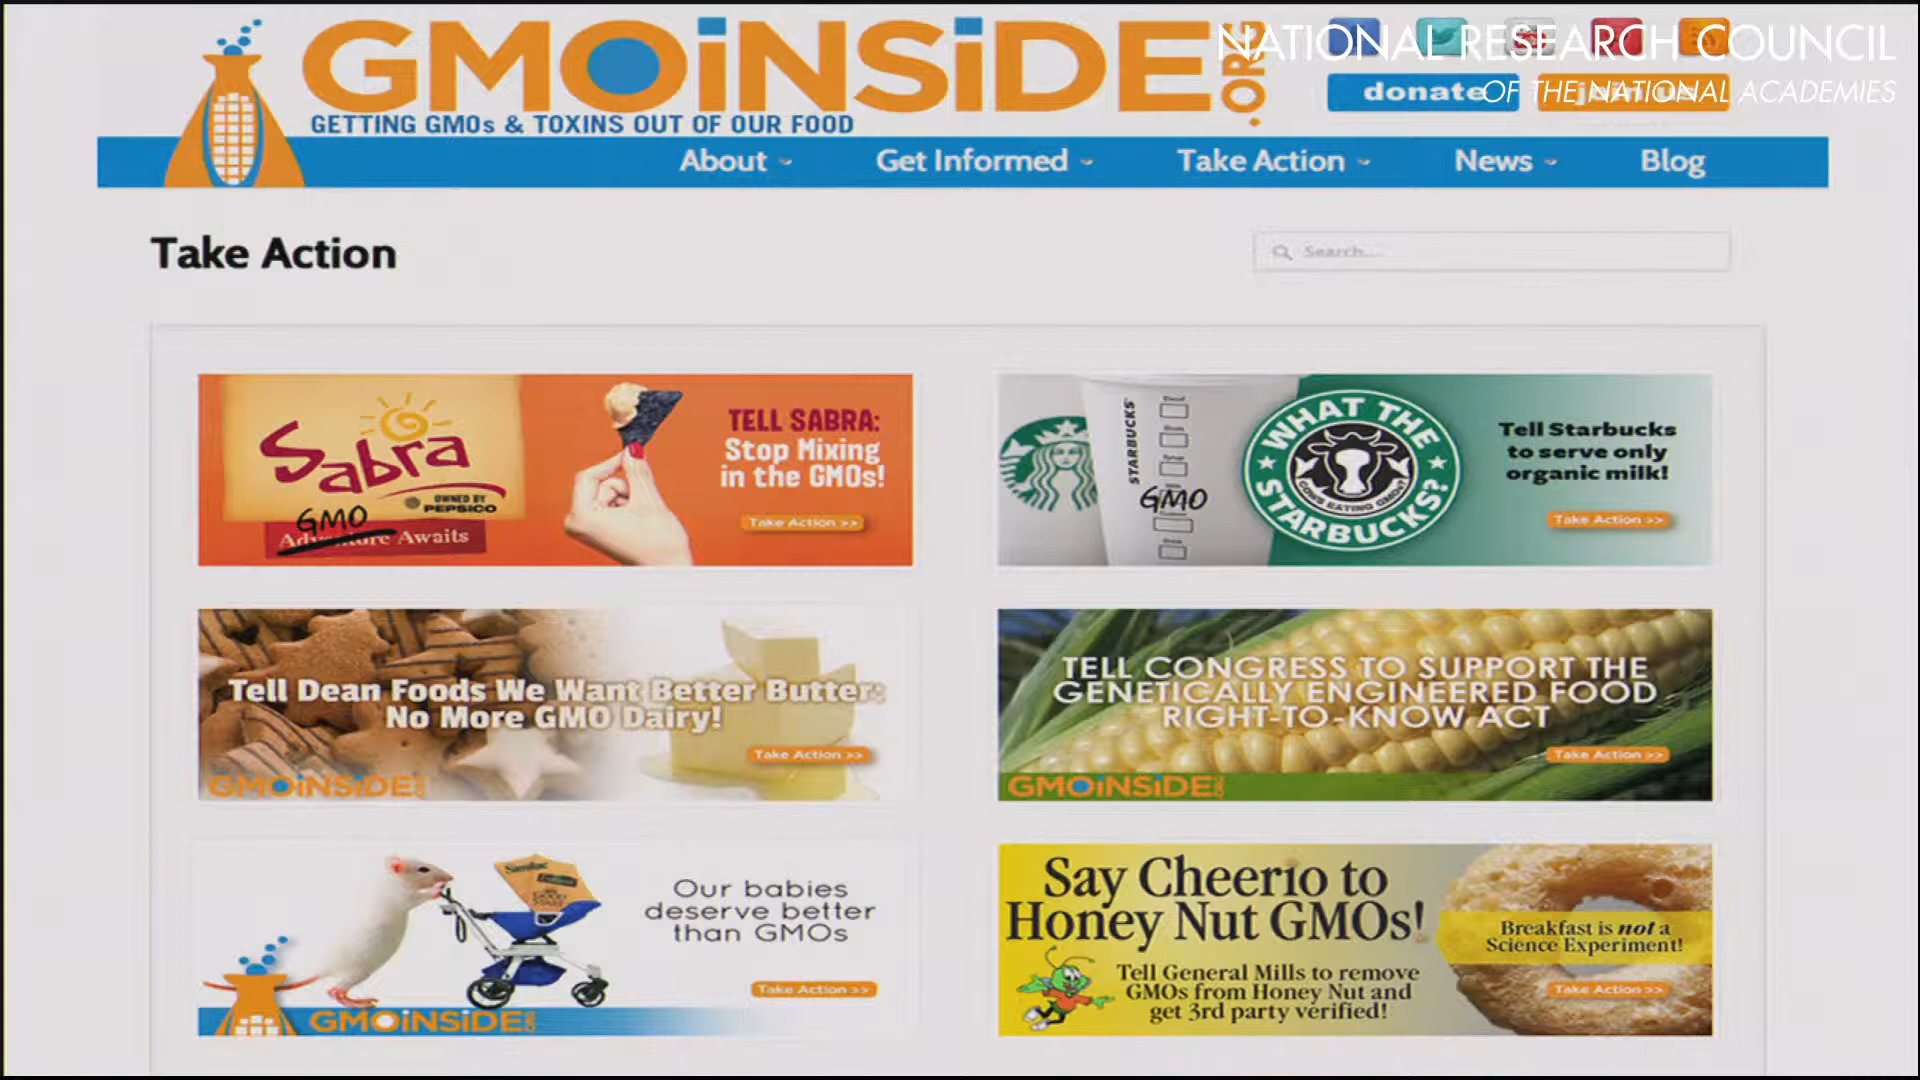 GMOiNSiDE
.ORG
GETTING GMOs & TOXINS OUT OF OUR FOOD
NATIONAL RESEARCH COUNCIL
OF THE NATIONAL ACADEMIES
donate
About
Get Informed
Take Action
News
Blog
Take Action
Search...
Sabra
OWNED BY
PEPSICO
GMO
Adventure Awaits
TELL SABRA:
Stop Mixing
in the GMOs!
Take Action >>
STARBUCKS
GMO
WHAT THE
STARBUCKS?
COWS EATING GMOs?
Tell Starbucks
to serve only
organic milk!
Take Action >>
Tell Dean Foods We Want Better Butter:
No More GMO Dairy!
Take Action >>
GMOiNSiDE
TELL CONGRESS TO SUPPORT THE
GENETICALLY ENGINEERED FOOD
RIGHT-TO-KNOW ACT
Take Action >>
GMOiNSiDE
Our babies
deserve better
than GMOs
Take Action >>
GMOiNSiDE
Say Cheerio to
Honey Nut GMOs!
Tell General Mills to remove
GMOs from Honey Nut and
get 3rd party verified!
Breakfast is not a
Science Experiment!
Take Action >>